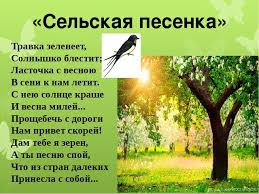 «Сельская песенка»
Травка зеленеет,
Солнышко блестит;
Ласточка с весною
В сени к нам летит.
С нею солнце краше
И весна милей...
Прощебечь с дороги
Нам привет скорей!
Дам тебе я зерен,
А ты песню спой,
Что из стран далеких
Принесла с собой...